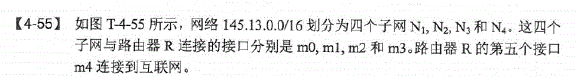 【4-55】 如图 T-4-55 所示，网络 145.13.0.0/16 划分为四个子网 N₁, N₂, N₃ 和 N₄。这四个
子网与路由器 R 连接的接口分别是 m0, m1, m2 和 m3。路由器 R 的第五个接口
m4 连接到互联网。